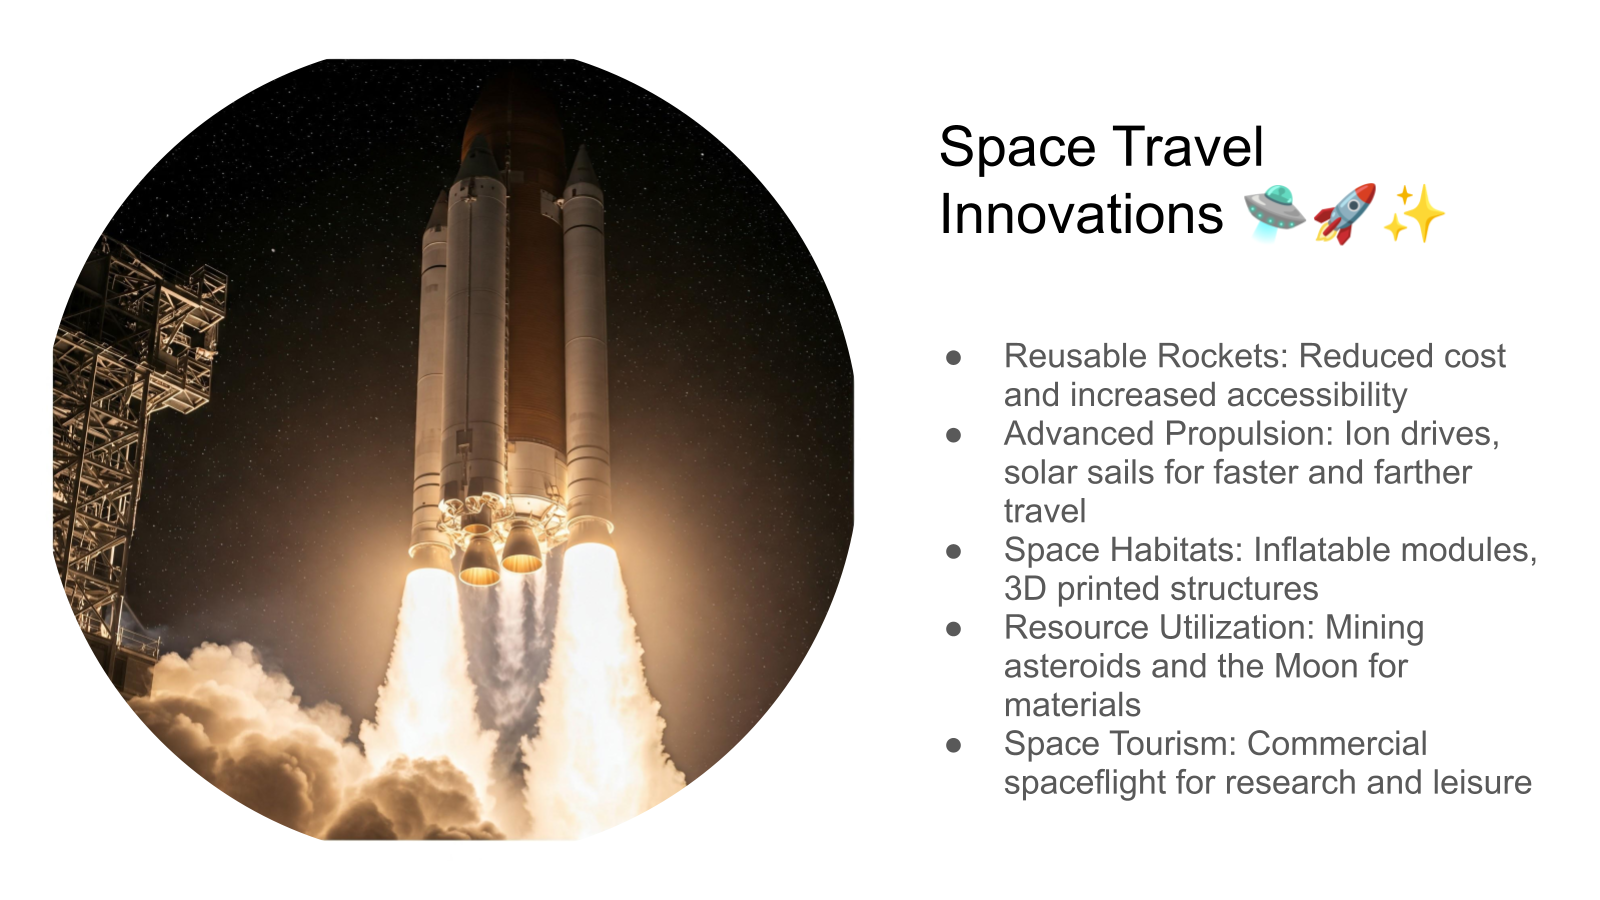 Space Travel
Innovations 🛸🚀✨
● Reusable Rockets: Reduced cost
and increased accessibility
● Advanced Propulsion: Ion drives,
solar sails for faster and farther
travel
● Space Habitats: Inflatable modules,
3D printed structures
● Resource Utilization: Mining
asteroids and the Moon for
materials
● Space Tourism: Commercial
spaceflight for research and leisure